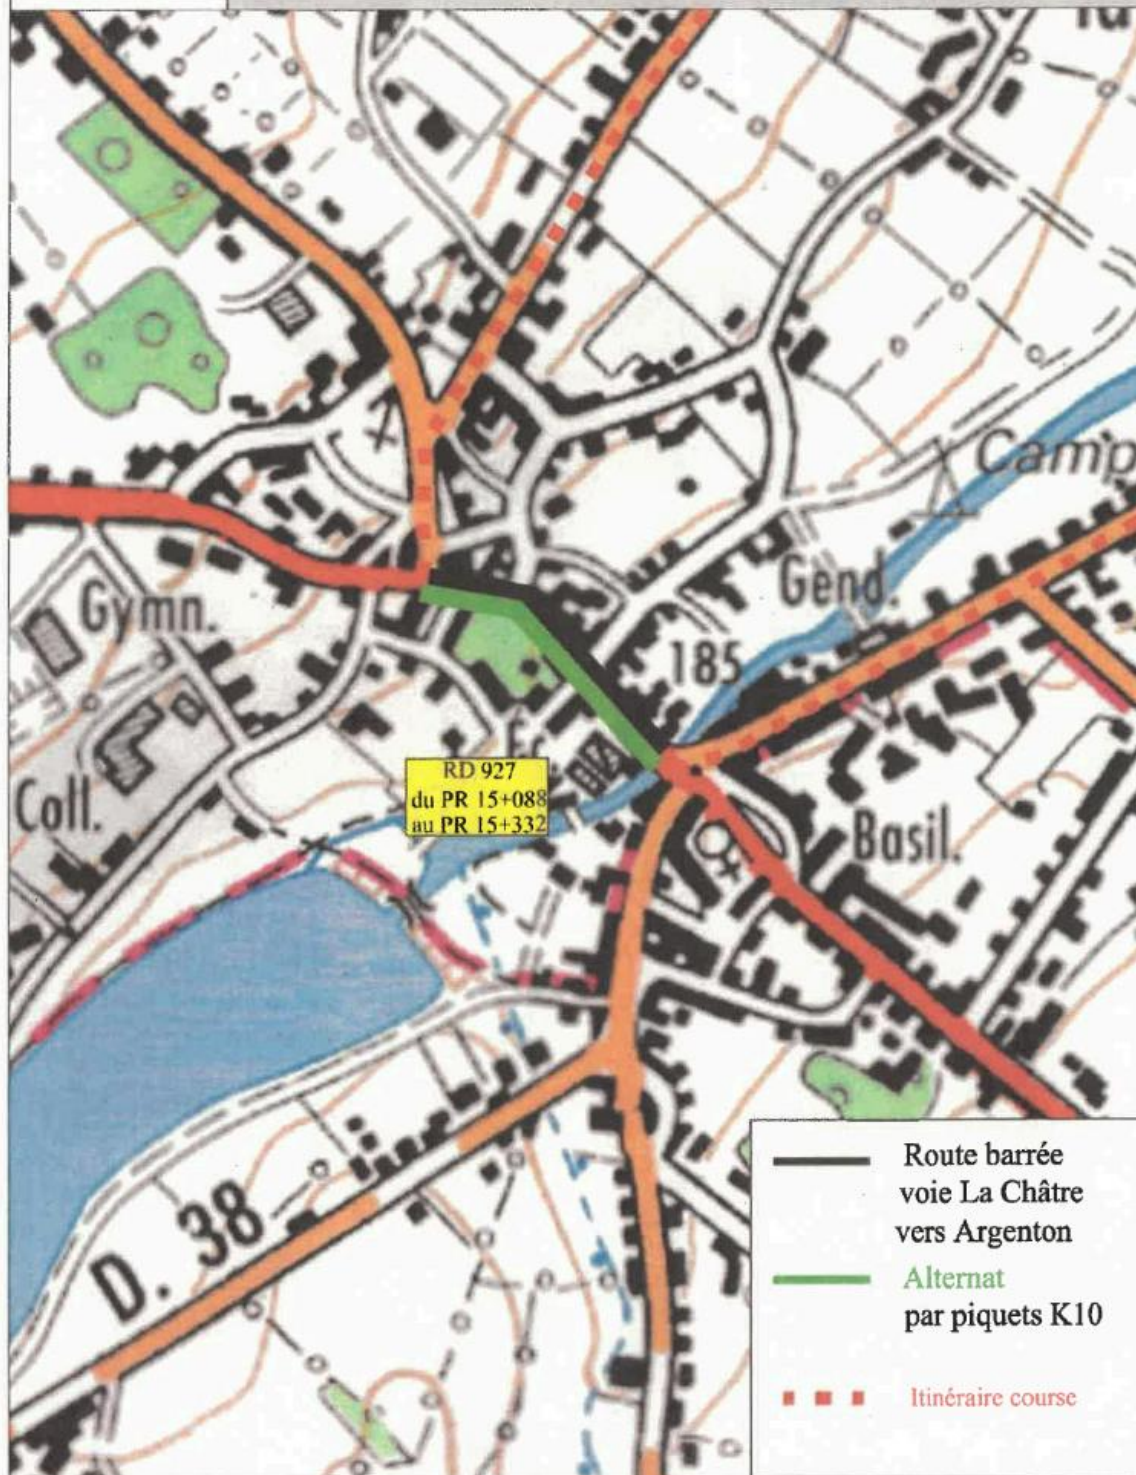 Camp
Gend.
Gymn.
185
Ec
RD 927
du PR 15+088
au PR 15+332
Coll.
Basil.
D. 38
Route barrée
voie La Châtre
vers Argenton
Alternat
par piquets K10
Itinéraire course